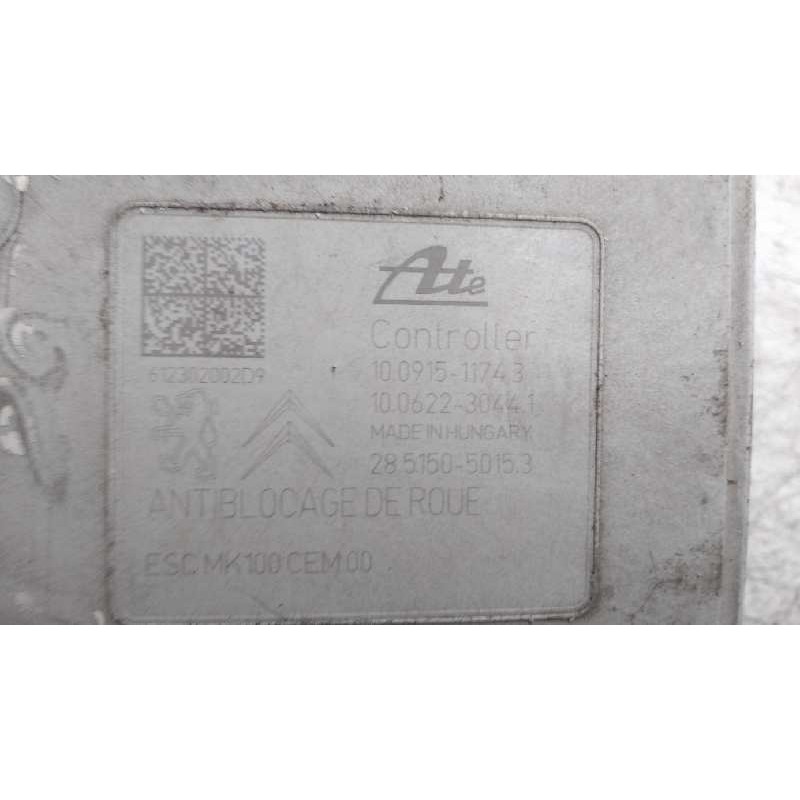 Ate
Controller
10.0915-1174.3
612302002D9
10.0622-3044.1
MADE IN HUNGARY
28.5150-5015.3
ANTIBLOCAGE DE ROUE
ESC MK100 CEM 00